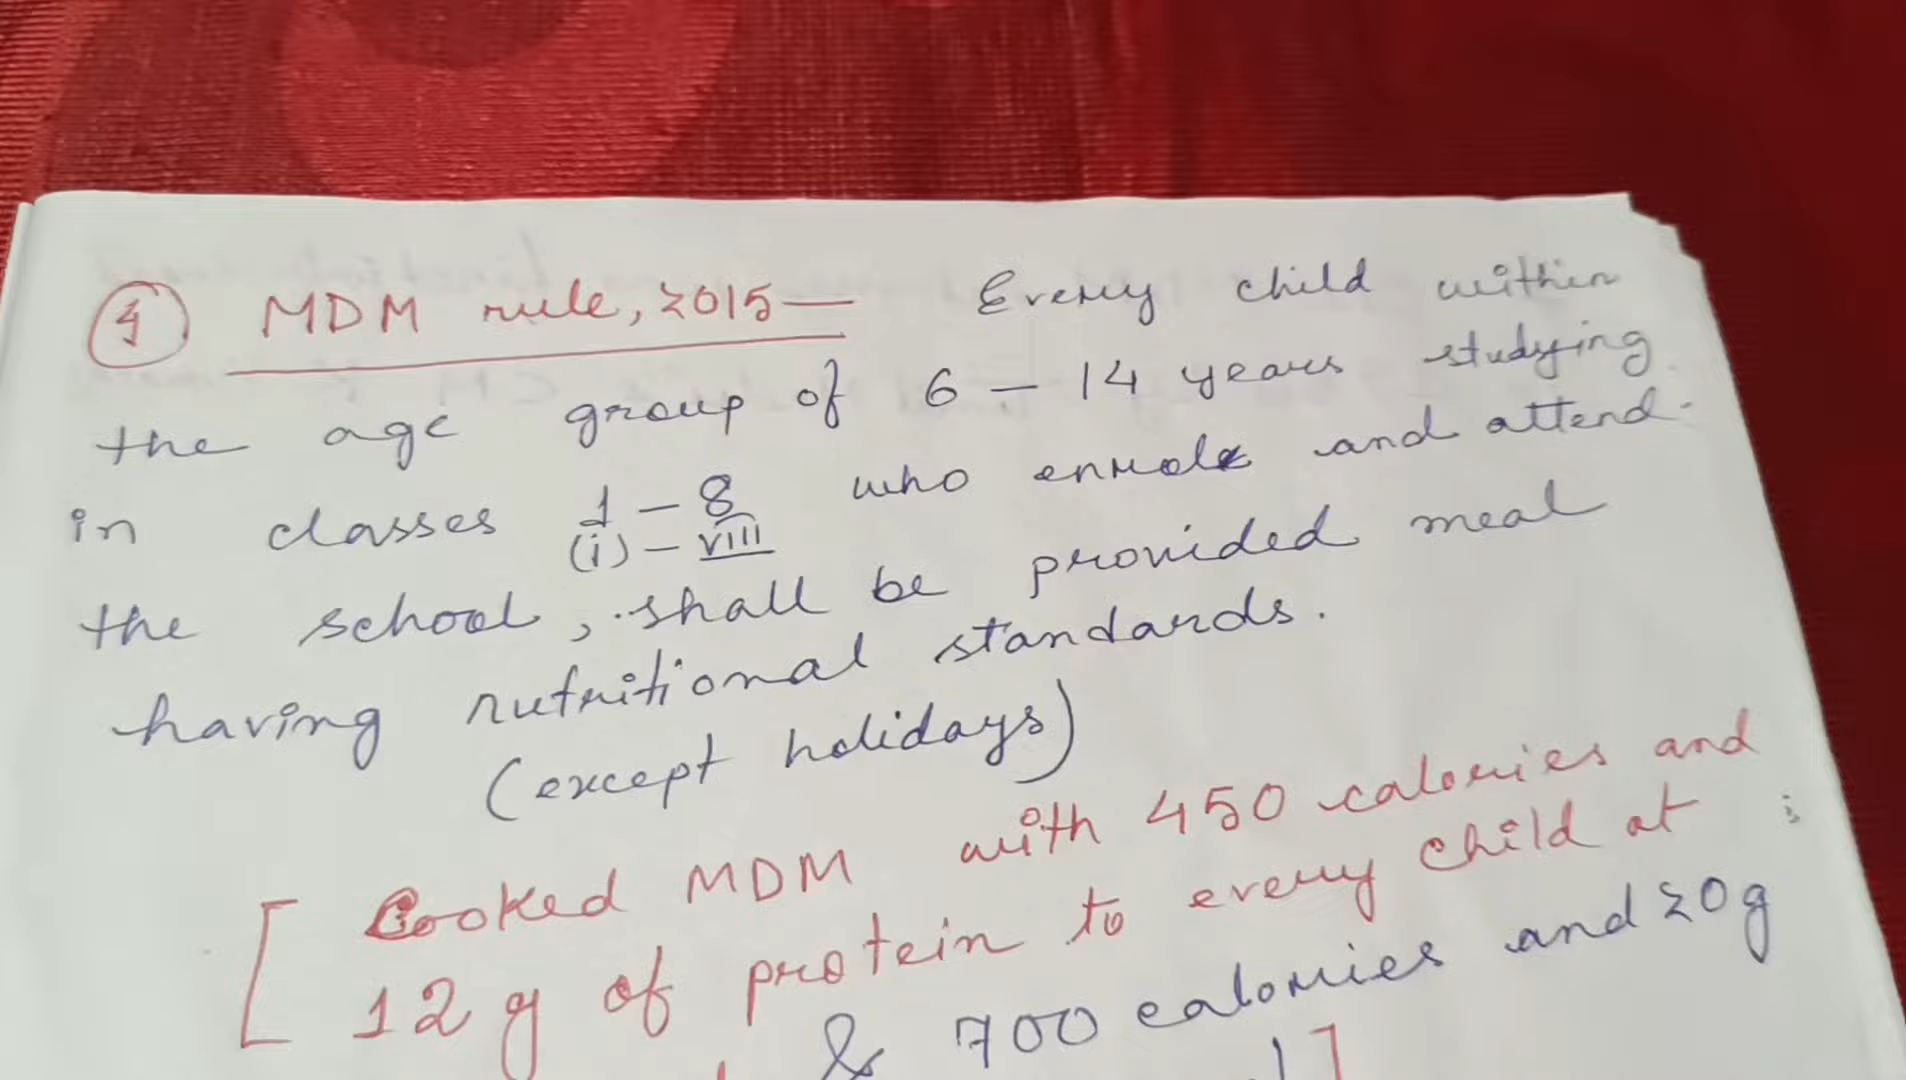 ④ MDM rule, 2015 — Every child within
the age group of 6 – 14 years studying
in classes 1 – 8 who enrole and attend
(i) – viii
the school, shall be provided meal
having nutritional standards.
(except holidays)
[ Cooked MDM with 450 calories and
12 g of protein to every child at
& 700 calories and 20g
]